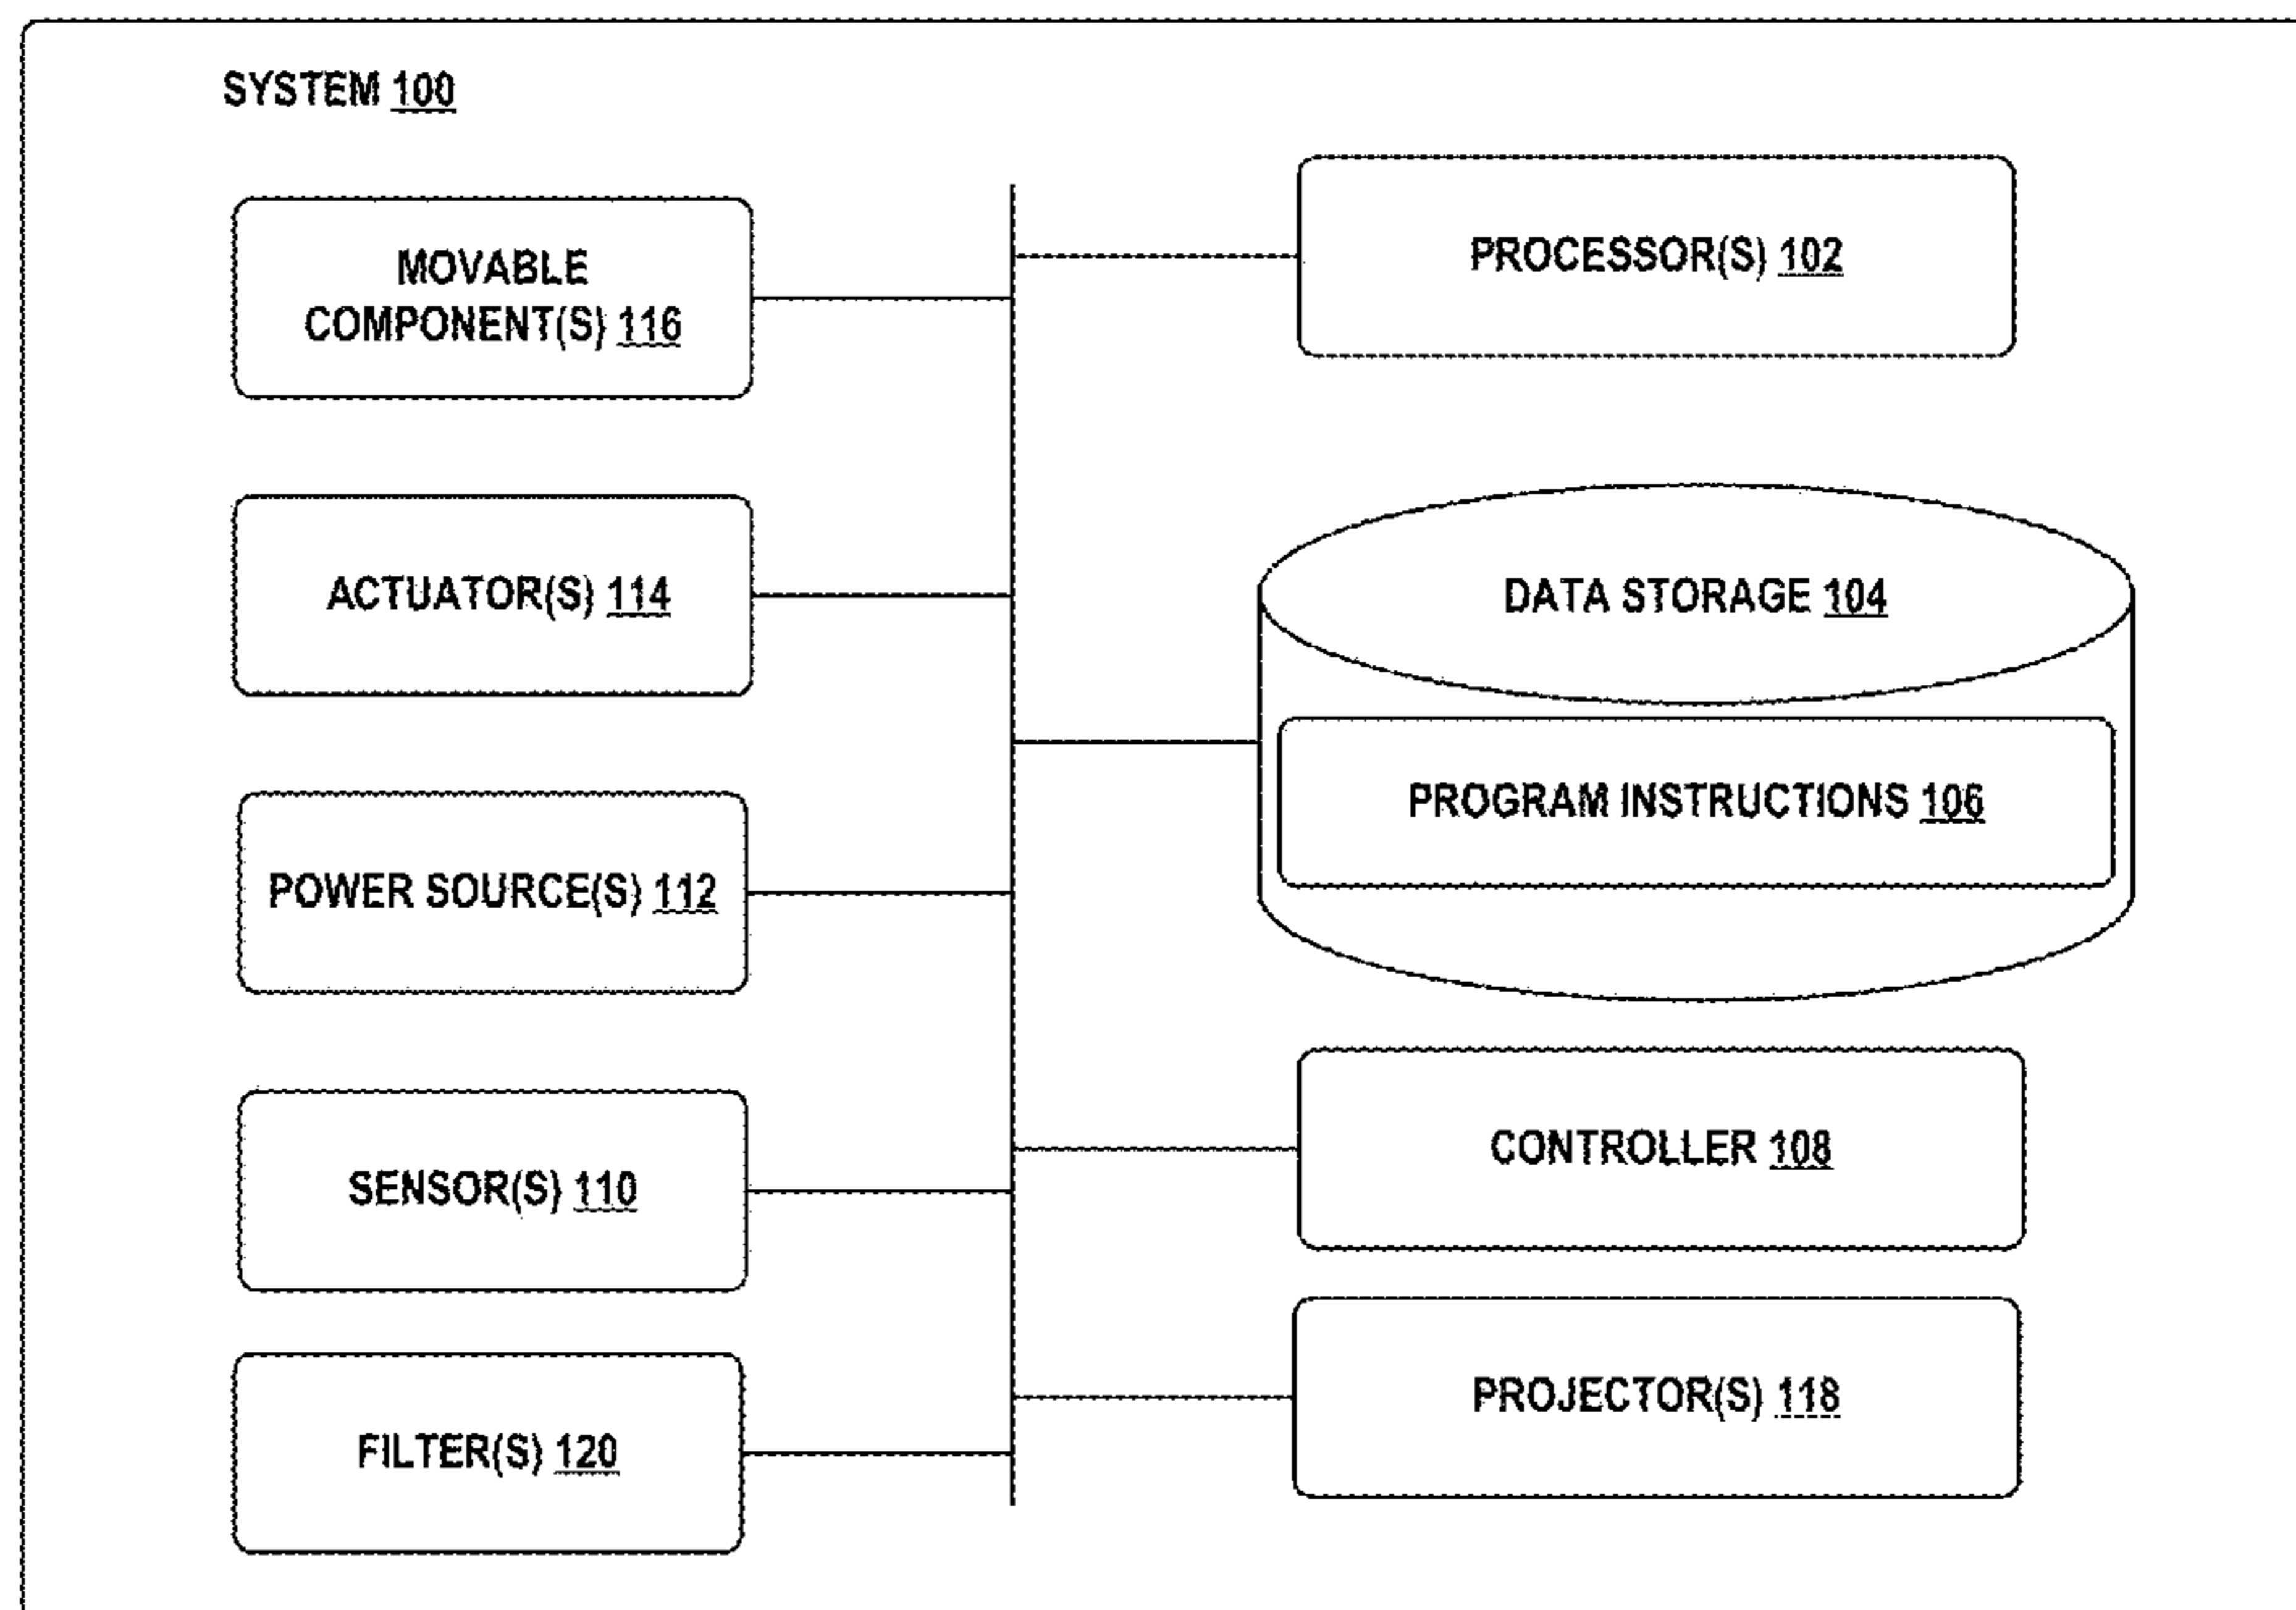 SYSTEM 100
MOVABLE
COMPONENT(S) 116
ACTUATOR(S) 114
POWER SOURCE(S) 112
SENSOR(S) 110
FILTER(S) 120
PROCESSOR(S) 102
DATA STORAGE 104
PROGRAM INSTRUCTIONS 106
CONTROLLER 108
PROJECTOR(S) 118